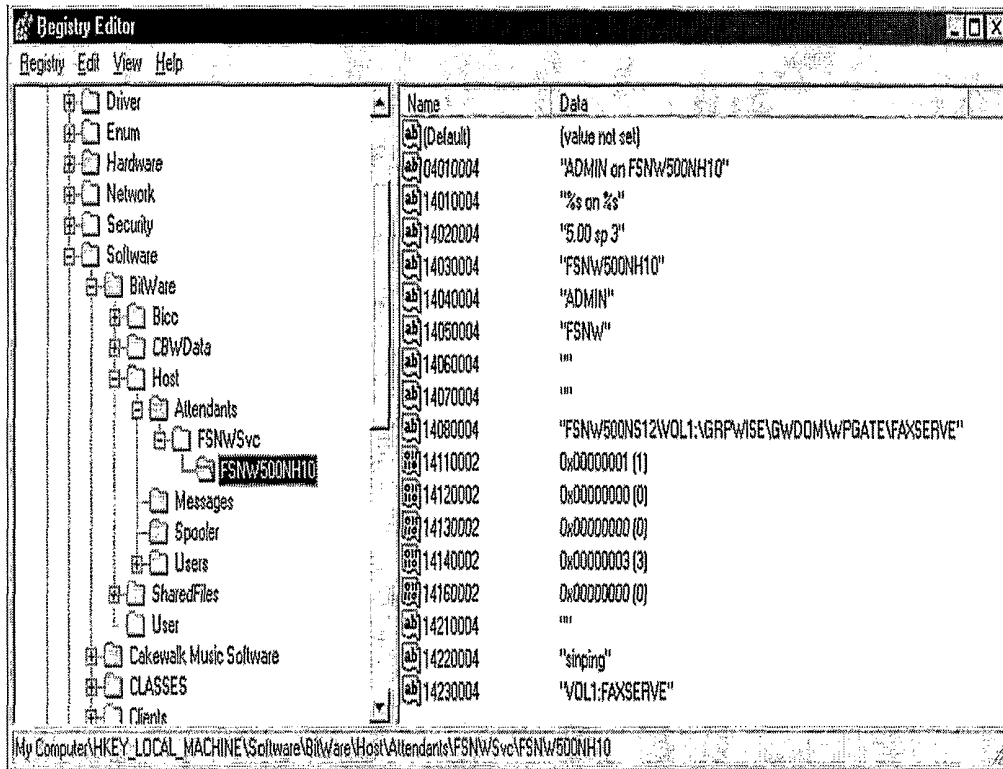 Registry Editor
Registry Edit View Help
Driver
Enum
Hardware
Network
Security
Software
BitWare
Bicc
CBWData
Host
Attendants
FSNWSvc
FSNW500NH10
Messages
Spooler
Users
SharedFiles
User
Cakewalk Music Software
CLASSES
Clients
Name Data
(Default) (value not set)
04010004 "ADMIN on FSNW500NH10"
14010004 "%s on %s"
14020004 "5.00 sp 3"
14030004 "FSNW500NH10"
14040004 "ADMIN"
14050004 "FSNW"
14060004 ""
14070004 ""
14080004 "FSNW500NS12\VOL1:\GRPWISE\GWDOM\WPGATE\FAXSERVE"
14110002 0x00000001 (1)
14120002 0x00000000 (0)
14130002 0x00000000 (0)
14140002 0x00000003 (3)
14160002 0x00000000 (0)
14210004 ""
14220004 "sinping"
14230004 "VOL1:FAXSERVE"
My Computer\HKEY_LOCAL_MACHINE\Software\BitWare\Host\Attendants\FSNWSvc\FSNW500NH10